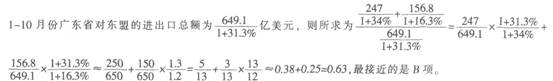 1-10 月份广东省对东盟的进出口总额为 649.1/(1+31.3%) 亿美元，则所求为 (247/(1+34%) + 156.8/(1+16.3%)) / (649.1/(1+31.3%)) = 247/649.1 × (1+31.3%)/(1+34%) +
156.8/649.1 × (1+31.3%)/(1+16.3%) ≈ 250/650 + 150/650 × 1.3/1.2 = 5/13 + 3/13 × 13/12 ≈0.38+0.25=0.63，最接近的是 B 项。